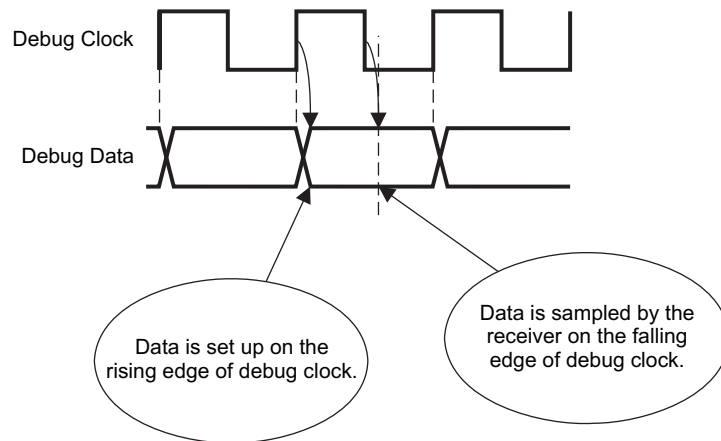 Debug Clock
Debug Data
Data is set up on the
rising edge of debug clock.
Data is sampled by the
receiver on the falling
edge of debug clock.